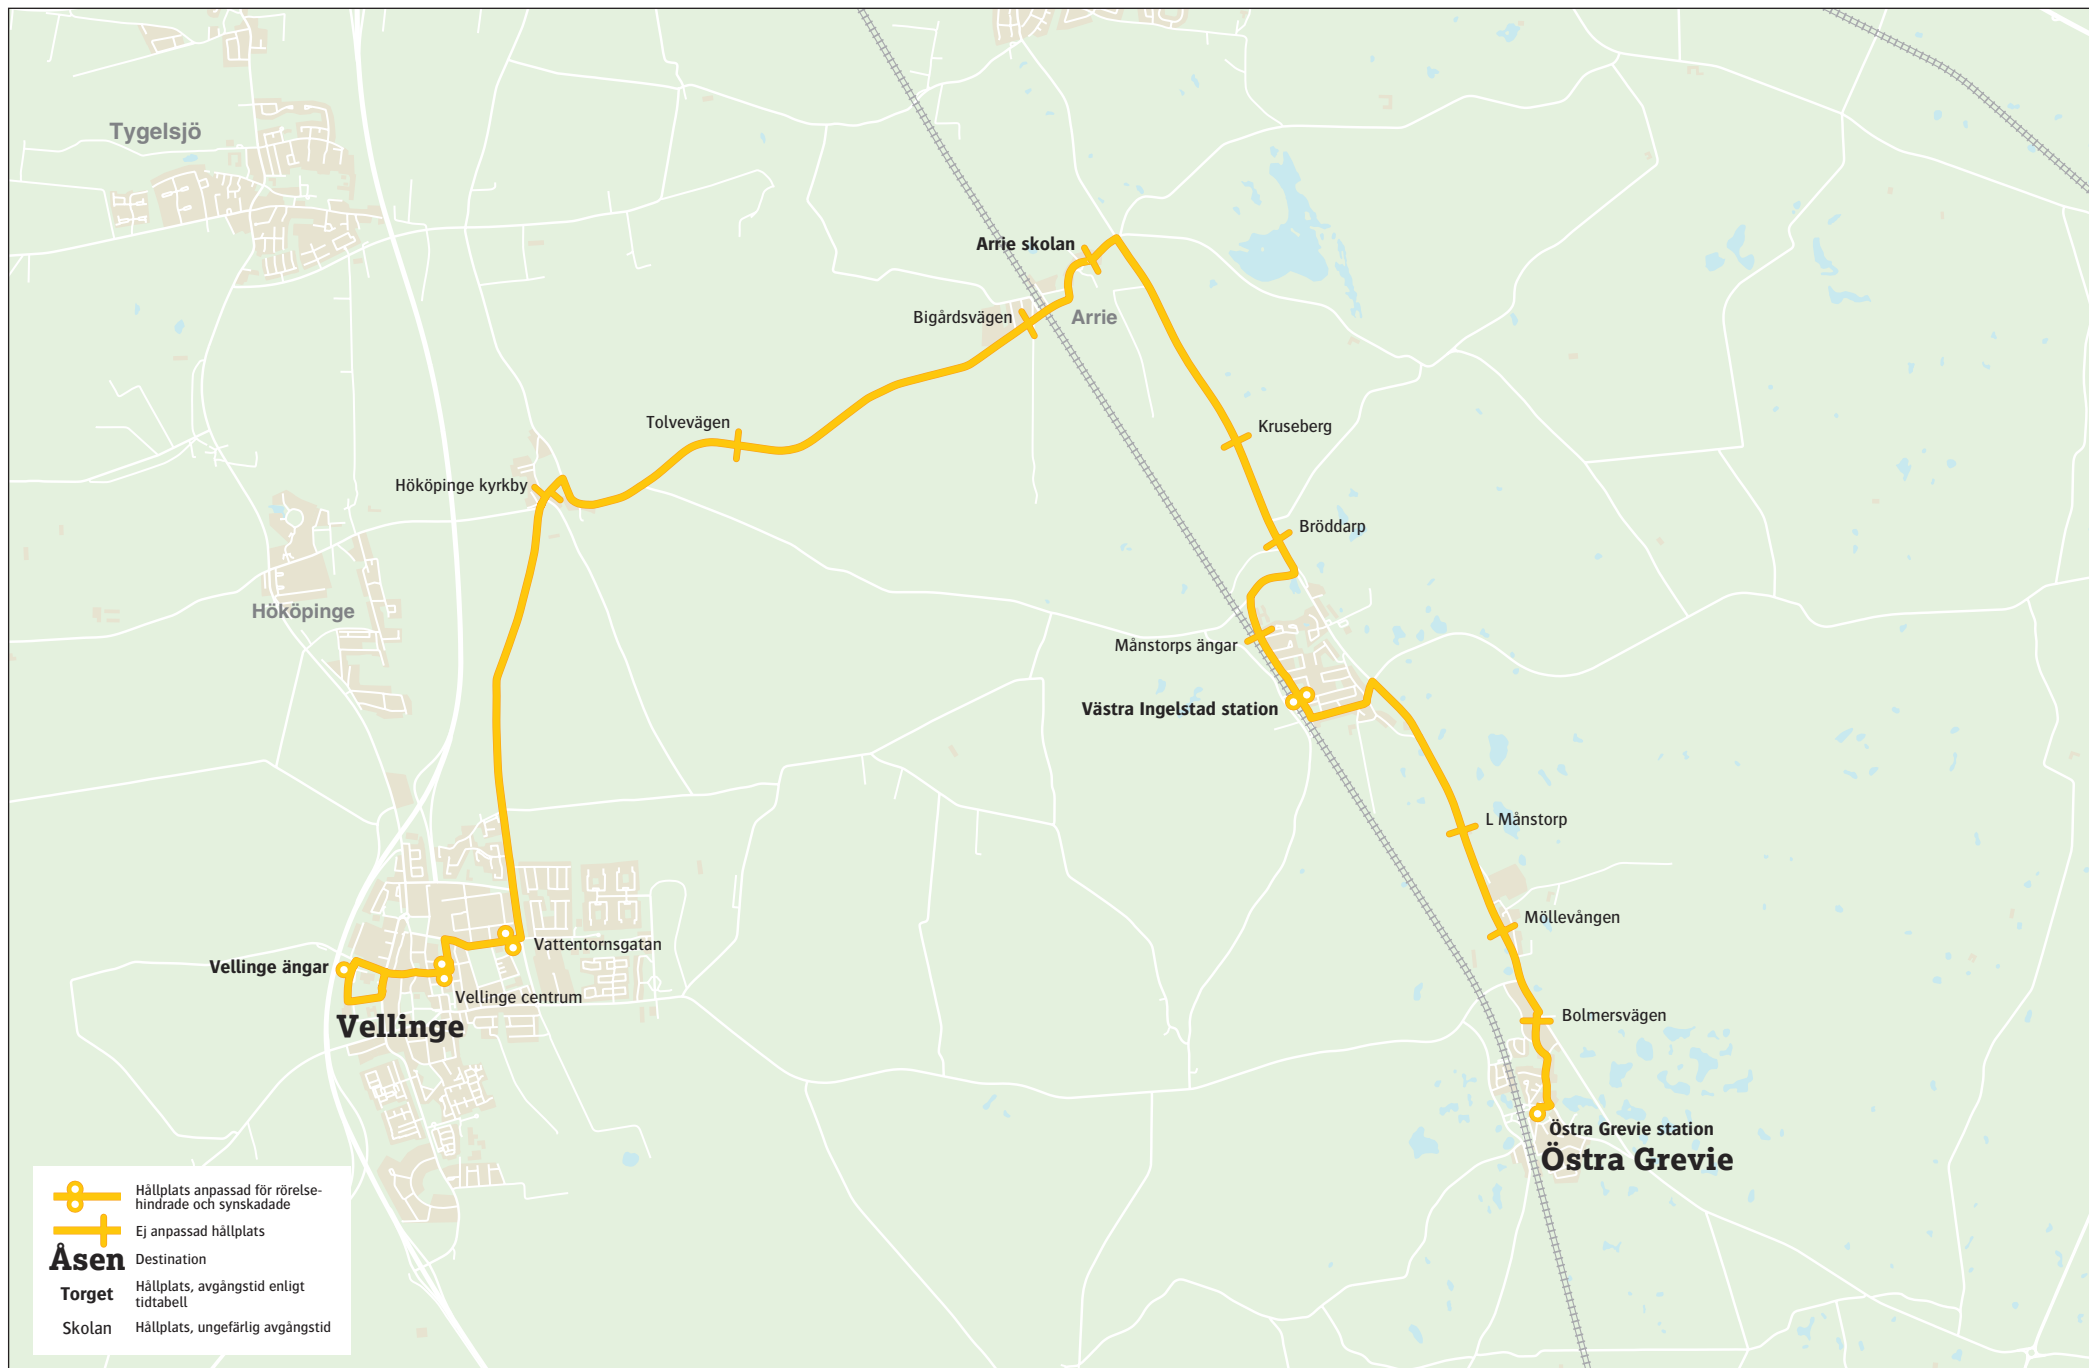 Tygelsjö
Arrie skolan
Bigårdsvägen
Arrie
Tolvevägen
Kruseberg
Hököpinge kyrkby
Bröddarp
Hököpinge
Månstorps ängar
Västra Ingelstad station
L Månstorp
Möllevången
Vattentornsgatan
Vellinge ängar
Vellinge centrum
Vellinge
Bolmersvägen
Östra Grevie station
Östra Grevie
Hållplats anpassad för rörelse-
hindrade och synskadade
Ej anpassad hållplats
Åsen Destination
Torget Hållplats, avgångstid enligt
tidtabell
Skolan Hållplats, ungefärlig avgångstid